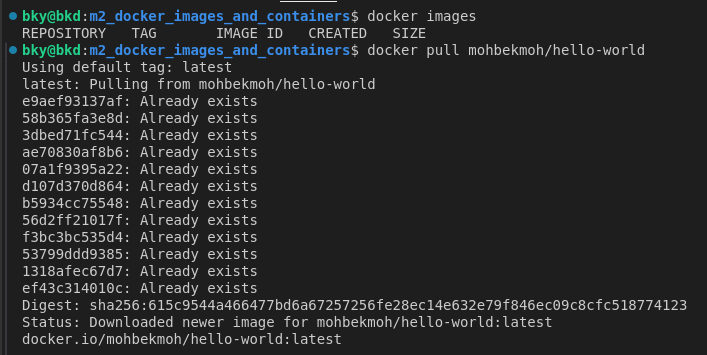 bky@bkd:m2_docker_images_and_containers$ docker images
REPOSITORY   TAG       IMAGE ID   CREATED   SIZE
bky@bkd:m2_docker_images_and_containers$ docker pull mohbekmoh/hello-world
Using default tag: latest
latest: Pulling from mohbekmoh/hello-world
e9aef93137af: Already exists
58b365fa3e8d: Already exists
3dbed71fc544: Already exists
ae70830af8b6: Already exists
07a1f9395a22: Already exists
d107d370d864: Already exists
b5934cc75548: Already exists
56d2ff21017f: Already exists
f3bc3bc535d4: Already exists
53799ddd9385: Already exists
1318afec67d7: Already exists
ef43c314010c: Already exists
Digest: sha256:615c9544a466477bd6a67257256fe28ec14e632e79f846ec09c8cfc518774123
Status: Downloaded newer image for mohbekmoh/hello-world:latest
docker.io/mohbekmoh/hello-world:latest